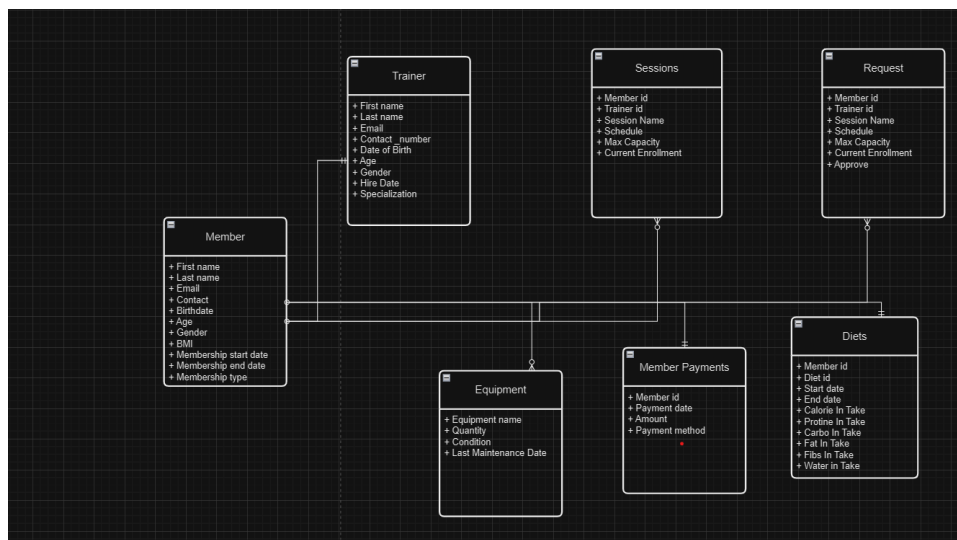 Trainer
+ First name
+ Last name
+ Email
+ Contact _number
+ Date of Birth
+ Age
+ Gender
+ Hire Date
+ Specialization
Sessions
+ Member id
+ Trainer id
+ Session Name
+ Schedule
+ Max Capacity
+ Current Enrollment
Request
+ Member id
+ Trainer id
+ Session Name
+ Schedule
+ Max Capacity
+ Current Enrollment
+ Approve
Member
+ First name
+ Last name
+ Email
+ Contact
+ Birthdate
+ Age
+ Gender
+ BMI
+ Membership start date
+ Membership end date
+ Membership type
Equipment
+ Equipment name
+ Quantity
+ Condition
+ Last Maintenance Date
Member Payments
+ Member id
+ Payment date
+ Amount
+ Payment method
Diets
+ Member id
+ Diet id
+ Start date
+ End date
+ Calorie In Take
+ Protine In Take
+ Carbo In Take
+ Fat In Take
+ Fibs In Take
+ Water in Take